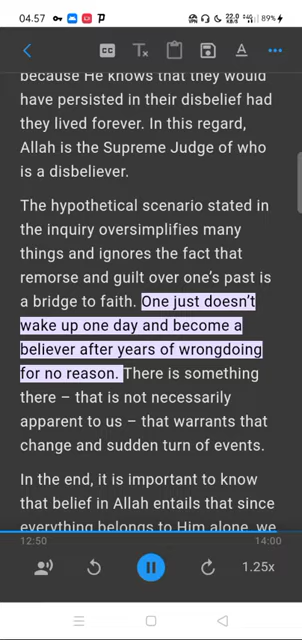 04.57
22.0 KB/S
4G
89%
CC
because He knows that they would
have persisted in their disbelief had
they lived forever. In this regard,
Allah is the Supreme Judge of who
is a disbeliever.
The hypothetical scenario stated in
the inquiry oversimplifies many
things and ignores the fact that
remorse and guilt over one's past is
a bridge to faith. One just doesn't
wake up one day and become a
believer after years of wrongdoing
for no reason. There is something
there – that is not necessarily
apparent to us – that warrants that
change and sudden turn of events.
In the end, it is important to know
that belief in Allah entails that since
everything belongs to Him alone, we
12:50
14:00
1.25x